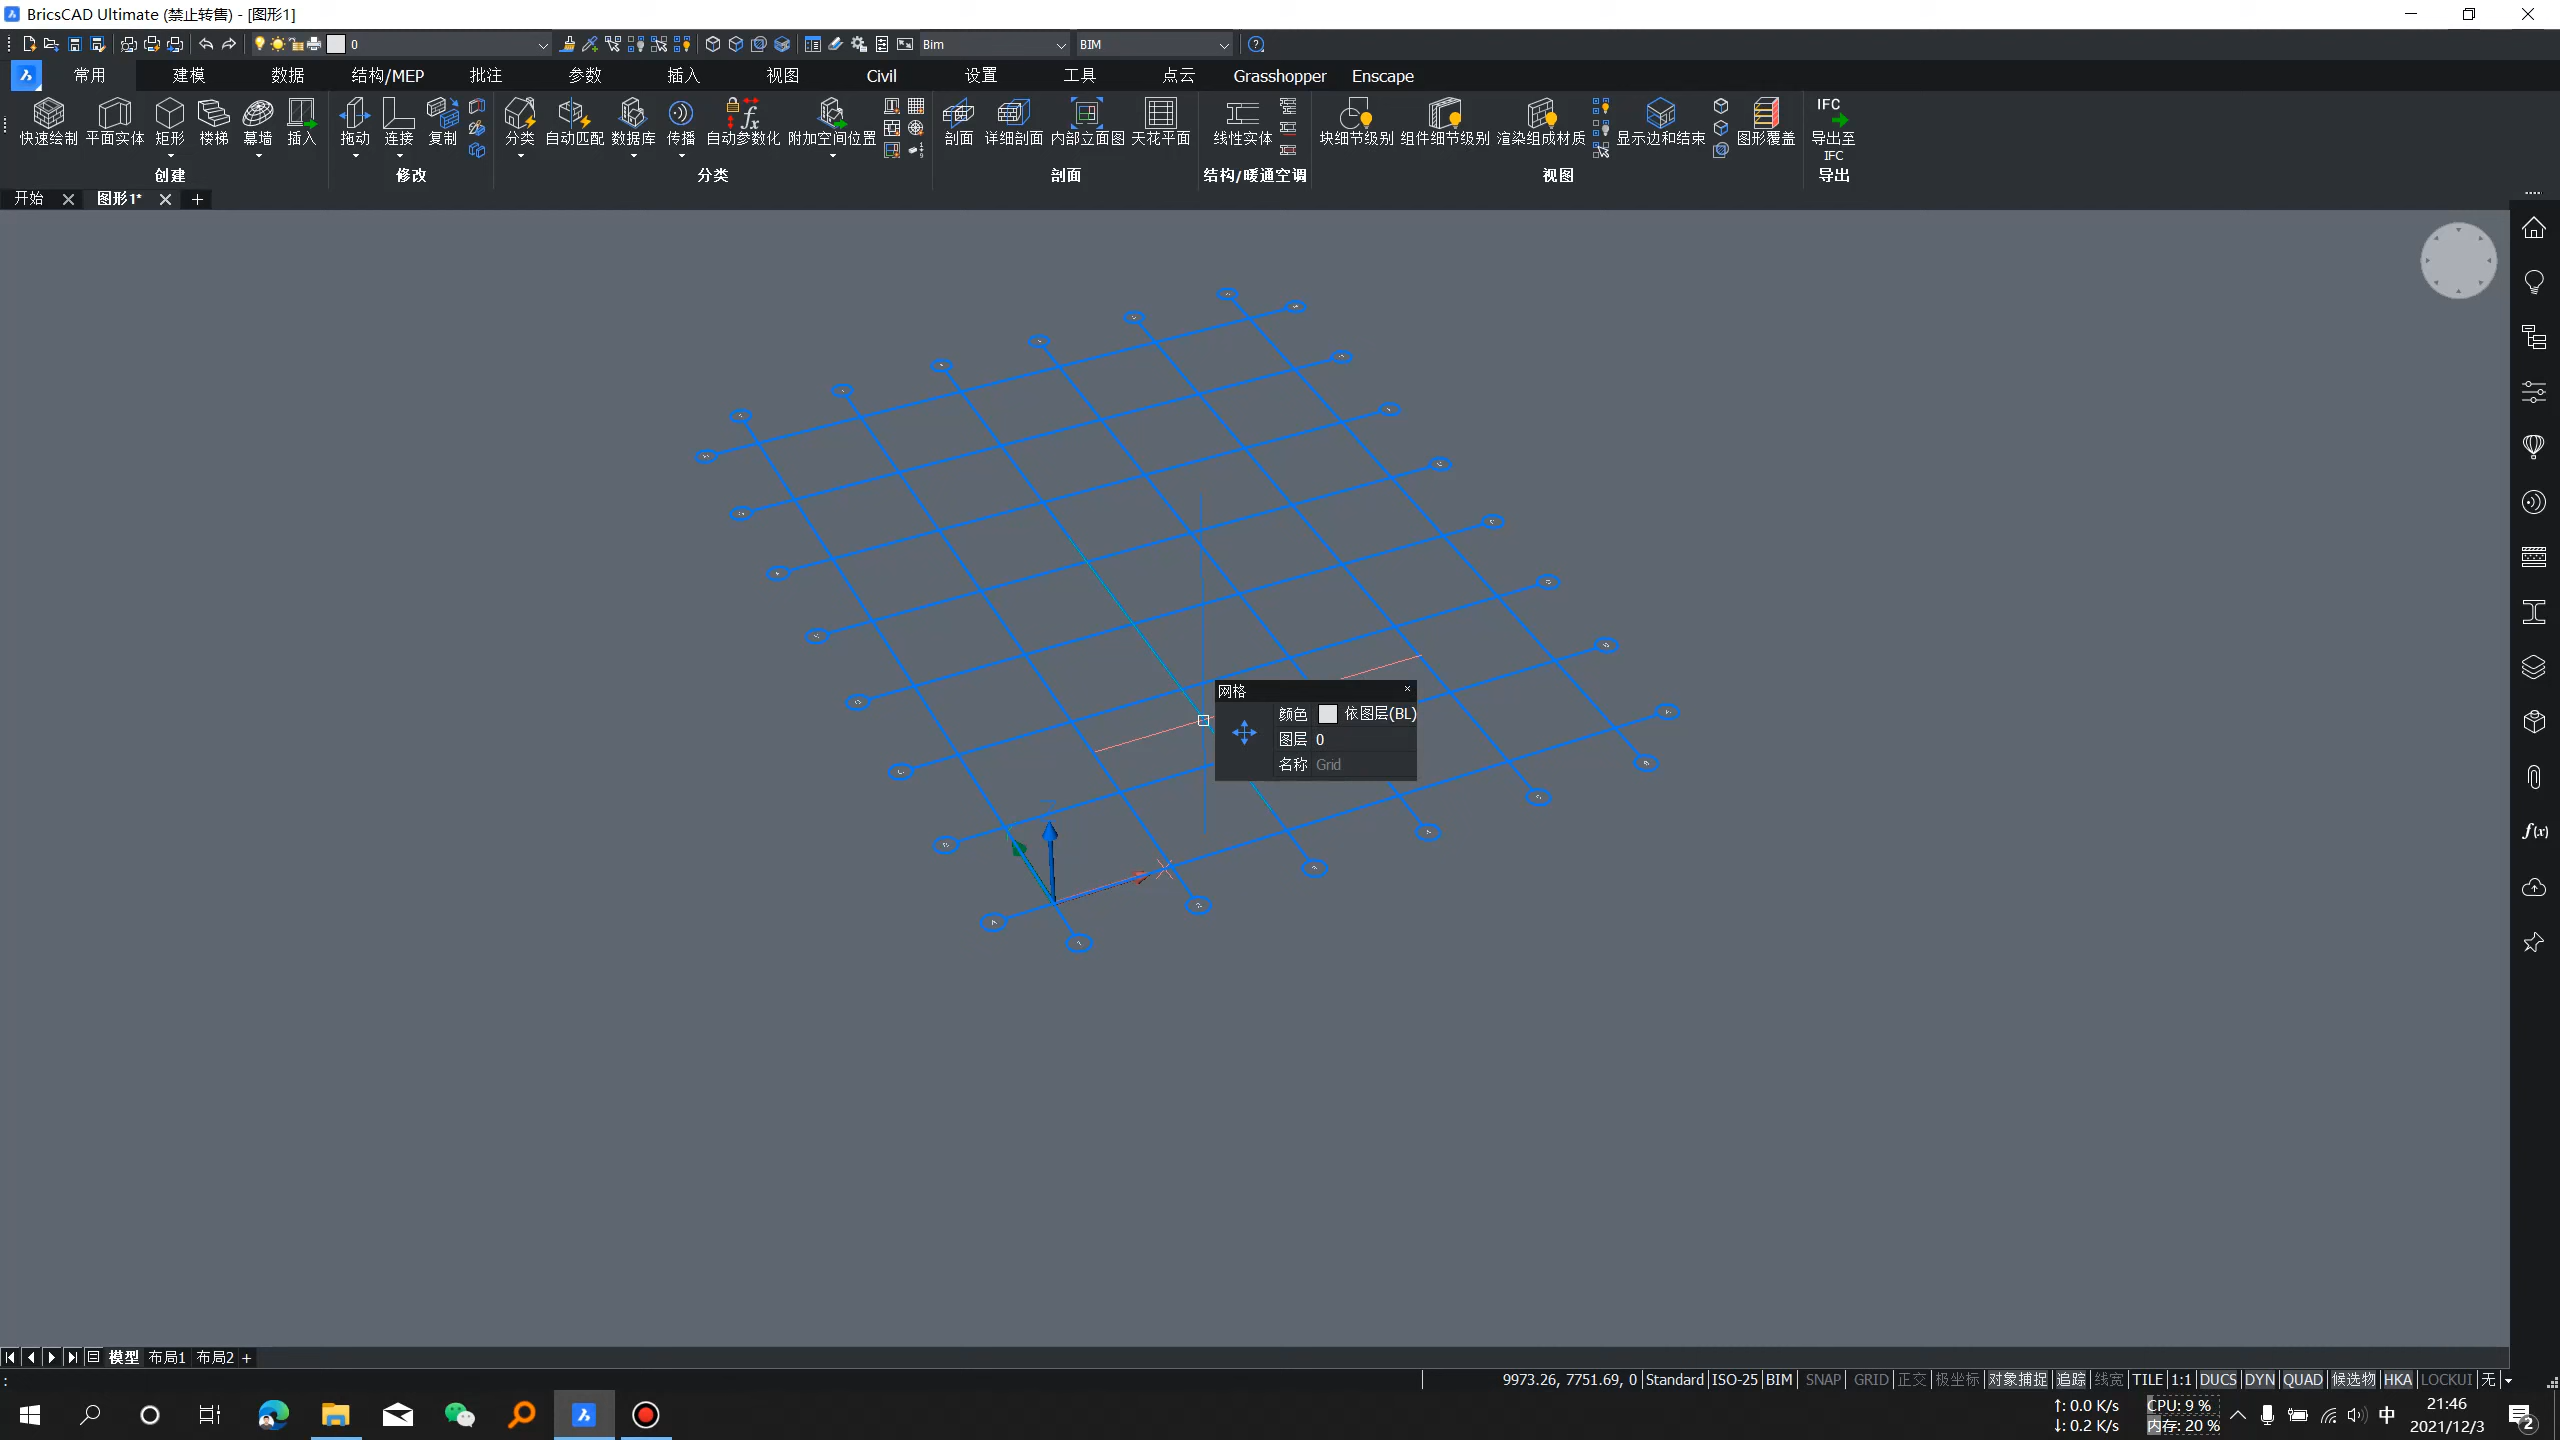 BricsCAD Ultimate (禁止转售) - [图形1]
0
Bim
BIM
常用 建模 数据 结构/MEP 批注 参数 插入 视图 Civil 设置 工具 点云 Grasshopper Enscape
快速绘制 平面实体 矩形 楼梯 幕墙 插入 拖动 连接 复制 分类 自动匹配 数据库 传播 自动参数化 附加空间位置 剖面 详细剖面 内部立面图 天花平面 线性实体 块细节级别 组件细节级别 渲染组成材质 显示边和结束 图形覆盖 IFC 导出至 IFC
创建 修改 分类 剖面 结构/暖通空调 视图 导出
开始 图形1*
网格
颜色 依图层(BL)
图层 0
名称 Grid
f(x)
模型 布局1 布局2
:
9973.26, 7751.69, 0 Standard ISO-25 BIM SNAP GRID 正交 极坐标 对象捕捉 追踪 线宽 TILE 1:1 DUCS DYN QUAD 候选物 HKA LOCKUI 无
↑: 0.0 K/s CPU: 9 % 21:46
↓: 0.2 K/s 内存: 20 % 中 2021/12/3 2